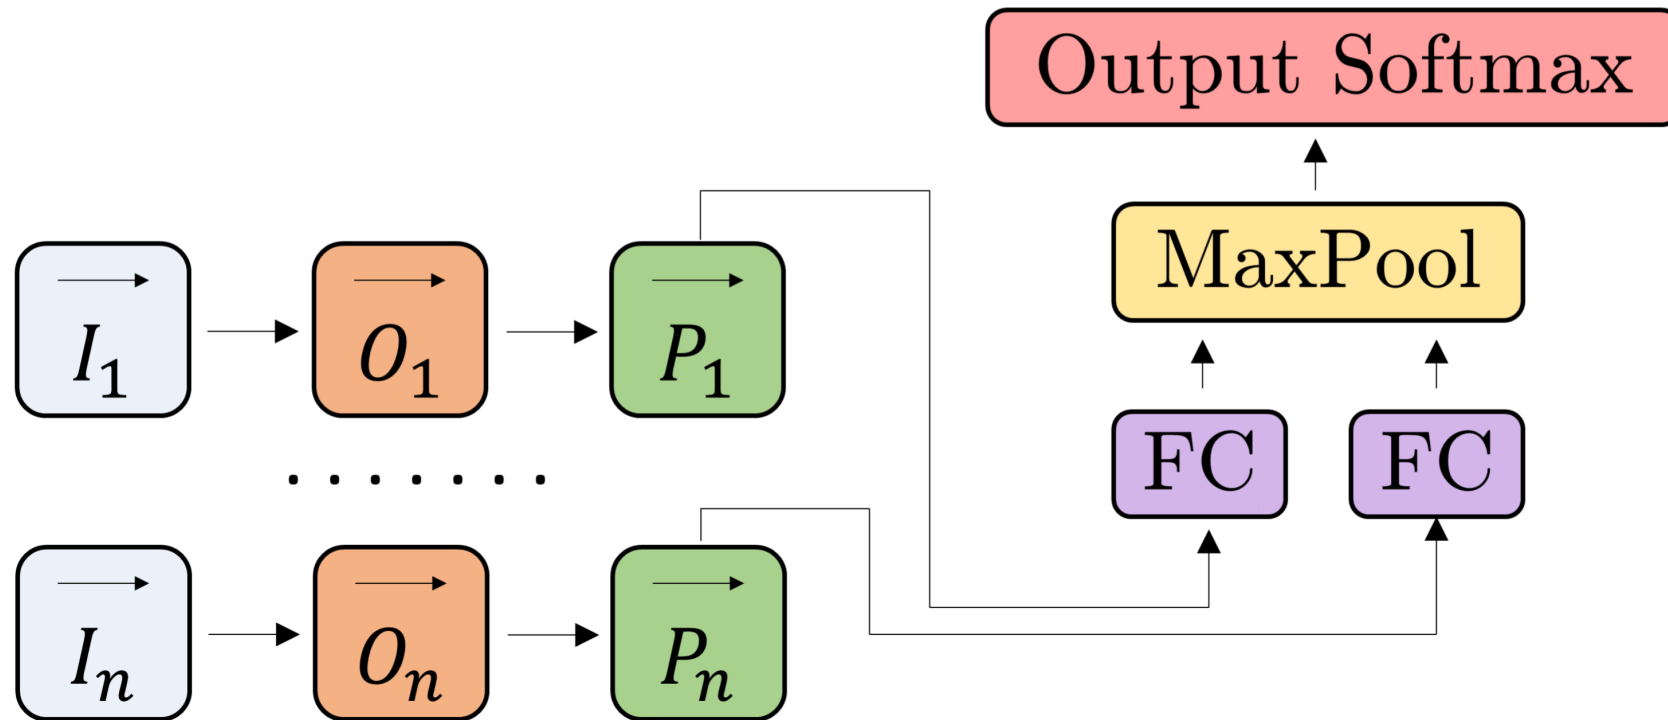 Output Softmax
MaxPool
I₁ O₁ P₁
FC FC
. . . . . . .
Iₙ Oₙ Pₙ